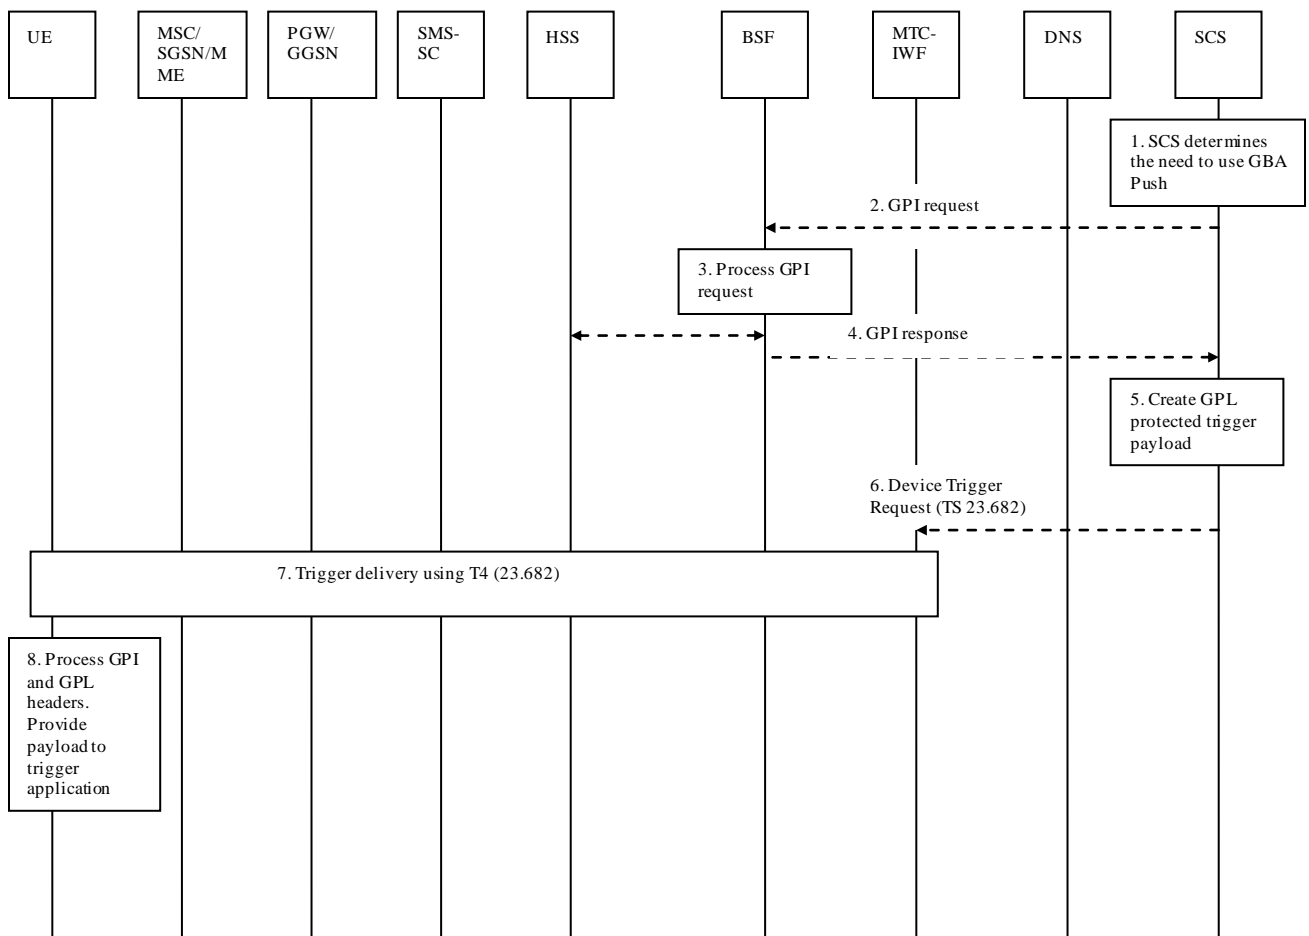 UE
MSC/
SGSN/M
ME
PGW/
GGSN
SMS-
SC
HSS
BSF
MTC-
IWF
DNS
SCS
1. SCS determines
the need to use GBA
Push
2. GPI request
3. Process GPI
request
4. GPI response
5. Create GPL
protected trigger
payload
6. Device Trigger
Request (TS 23.682)
7. Trigger delivery using T4 (23.682)
8. Process GPI
and GPL
headers.
Provide
payload to
trigger
application